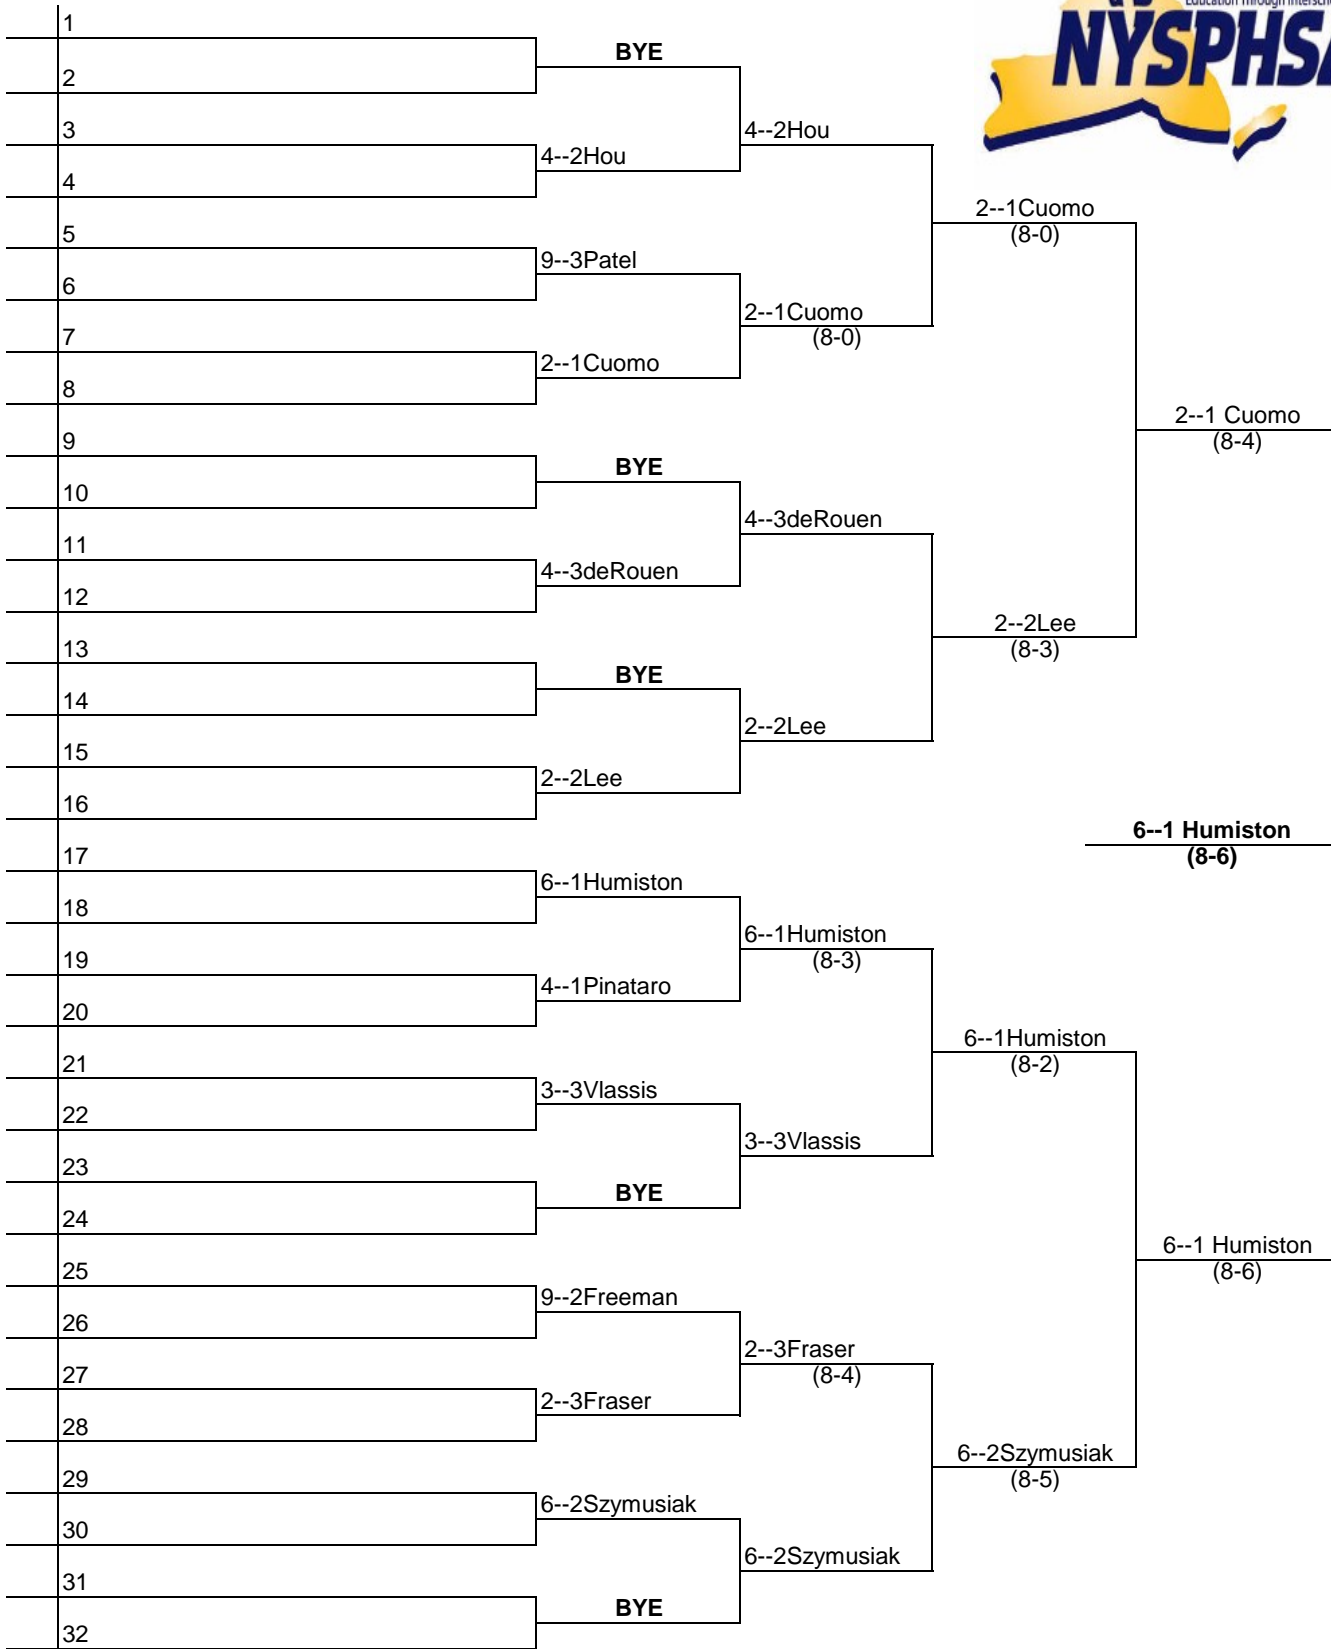 Education Through Intersch
NYSPHSA
1
BYE
2
3
4--2Hou
4--2Hou
4
2--1Cuomo
(8-0)
5
9--3Patel
6
2--1Cuomo
(8-0)
7
2--1Cuomo
8
2--1 Cuomo
(8-4)
9
BYE
10
4--3deRouen
11
4--3deRouen
12
2--2Lee
(8-3)
13
BYE
14
2--2Lee
15
2--2Lee
16
6--1 Humiston
(8-6)
17
6--1Humiston
18
6--1Humiston
(8-3)
19
4--1Pinataro
20
6--1Humiston
(8-2)
21
3--3Vlassis
22
3--3Vlassis
23
BYE
24
6--1 Humiston
(8-6)
25
9--2Freeman
26
2--3Fraser
(8-4)
27
2--3Fraser
28
6--2Szymusiak
(8-5)
29
6--2Szymusiak
30
6--2Szymusiak
31
BYE
32